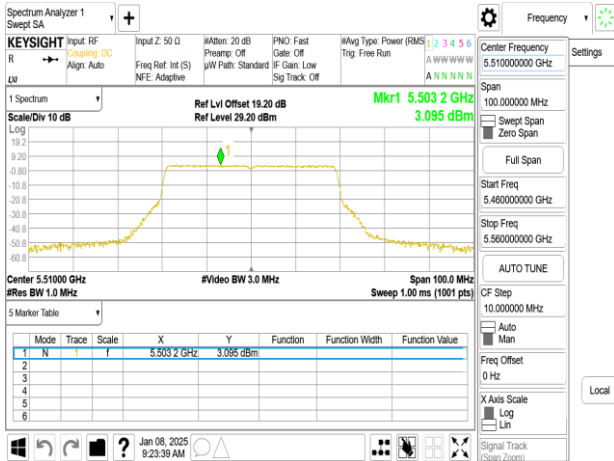 Spectrum Analyzer 1
Swept SA
+
Frequency
KEYSIGHT
R
Input: RF
Coupling: DC
Align: Auto
Input Z: 50 Ω
Freq Ref: Int (S)
NFE: Adaptive
#Atten: 20 dB
Preamp: Off
µW Path: Standard
PNO: Fast
Gate: Off
IF Gain: Low
Sig Track: Off
#Avg Type: Power (RMS
Trig: Free Run
1 2 3 4 5 6
A W W W W W
A N N N N N
Center Frequency
5.510000000 GHz
Settings
Span
100.000000 MHz
Swept Span
Zero Span
Full Span
Start Freq
5.460000000 GHz
Stop Freq
5.560000000 GHz
AUTO TUNE
CF Step
10.000000 MHz
Auto
Man
Freq Offset
0 Hz
X Axis Scale
Log
Lin
Signal Track
(Span Zoom)
Local
1 Spectrum
Scale/Div 10 dB
Ref Lvl Offset 19.20 dB
Ref Level 29.20 dBm
Mkr1 5.503 2 GHz
3.095 dBm
Log
19.2
9.20
-0.80
-10.8
-20.8
-30.8
-40.8
-50.8
-60.8
1
Center 5.51000 GHz
#Res BW 1.0 MHz
#Video BW 3.0 MHz
Span 100.0 MHz
Sweep 1.00 ms (1001 pts)
5 Marker Table
Mode Trace Scale X Y Function Function Width Function Value
1 N 1 f 5.503 2 GHz 3.095 dBm
2
3
4
5
6
?
Jan 08, 2025
9:23:39 AM